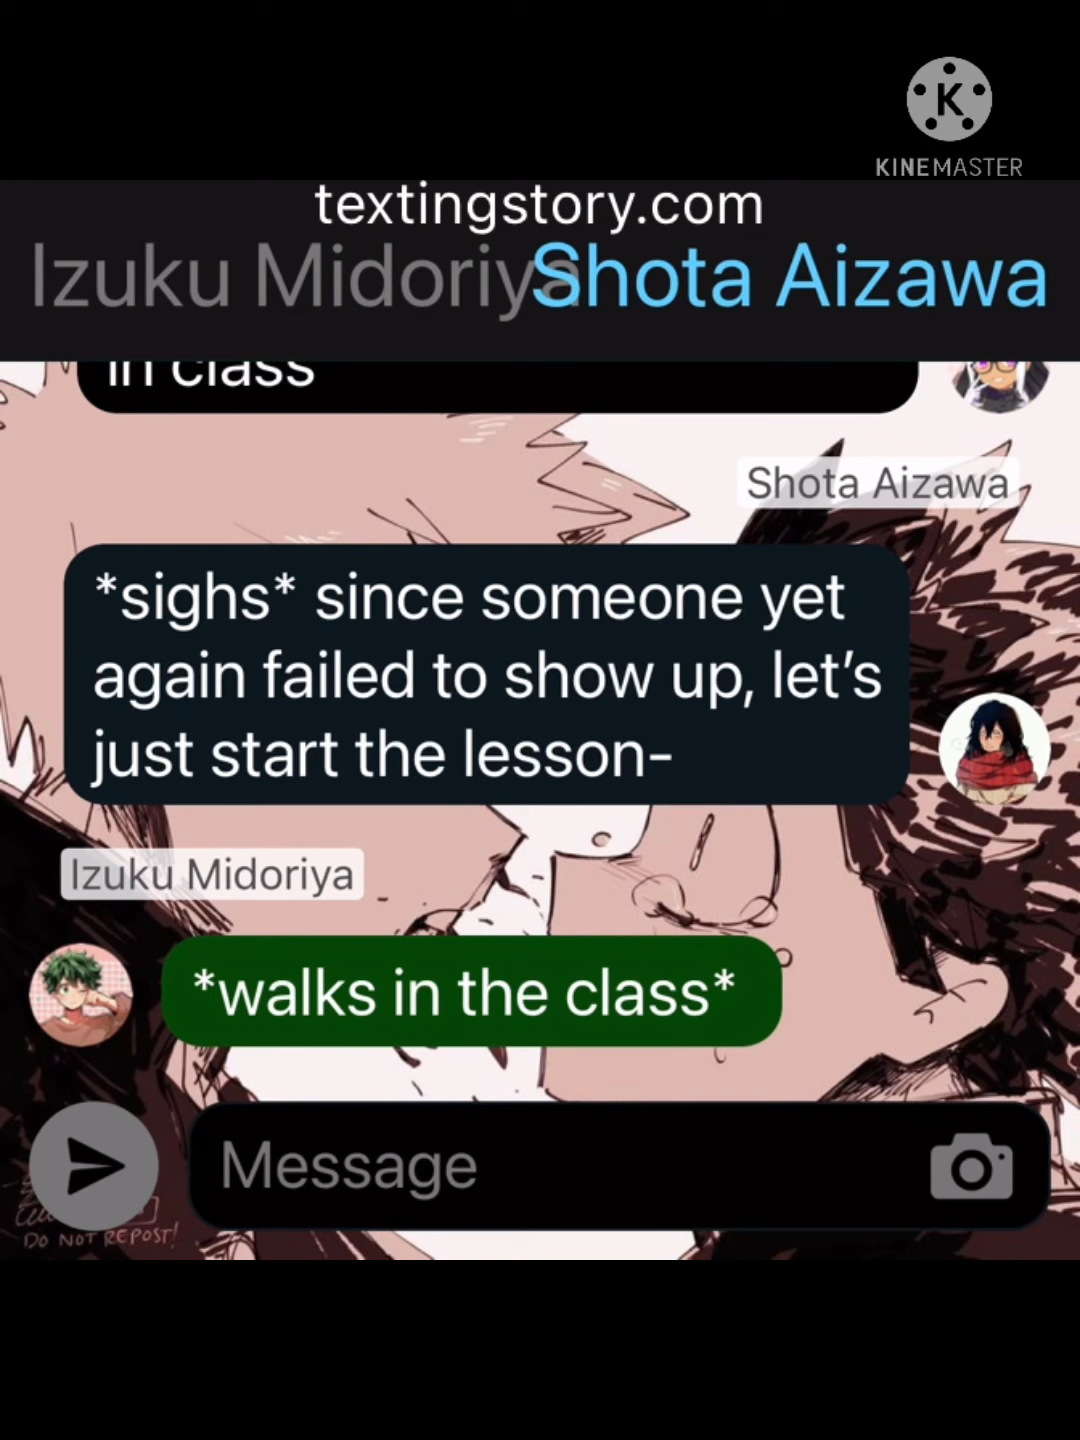 K
KINEMASTER
textingstory.com
Izuku Midoriya Shota Aizawa
in class
Shota Aizawa
*sighs* since someone yet
again failed to show up, let's
just start the lesson-
Izuku Midoriya
*walks in the class*
Message
DO NOT REPOST!